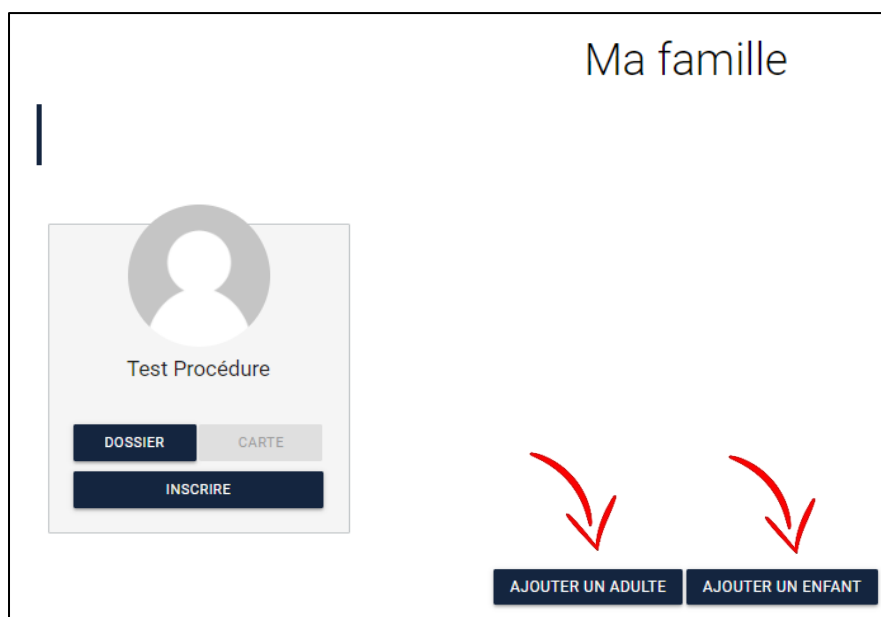 Ma famille
Test Procédure
DOSSIER CARTE
INSCRIRE
AJOUTER UN ADULTE AJOUTER UN ENFANT